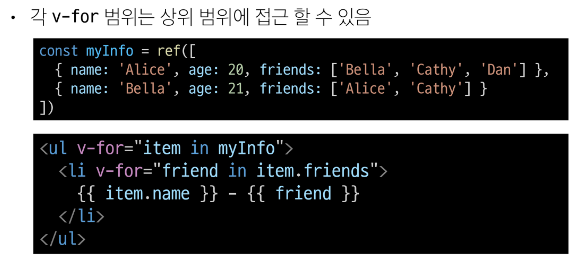 • 각 v-for 범위는 상위 범위에 접근 할 수 있음
const myInfo = ref([
  { name: 'Alice', age: 20, friends: ['Bella', 'Cathy', 'Dan'] },
  { name: 'Bella', age: 21, friends: ['Alice', 'Cathy'] }
])
<ul v-for="item in myInfo">
  <li v-for="friend in item.friends">
    {{ item.name }} - {{ friend }}
  </li>
</ul>